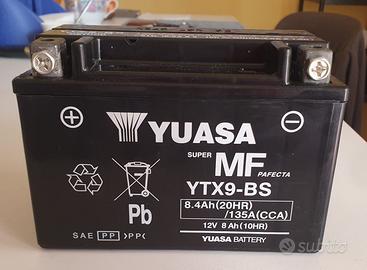 YUASA
SUPER MF
PAFECTA
YTX9-BS
8.4Ah(20HR)
/135A(CCA)
12V 8Ah(10HR)
YUASA BATTERY
Pb
SAE PP >PP<
subito